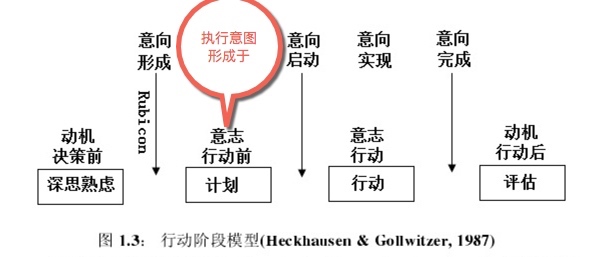 意向
形成
执行意图
形成于
意向
启动
意向
实现
意向
完成
Rubicon
动机
决策前
意志
行动前
意志
行动
动机
行动后
深思熟虑
计划
行动
评估
图 1.3： 行动阶段模型(Heckhausen & Gollwitzer, 1987)